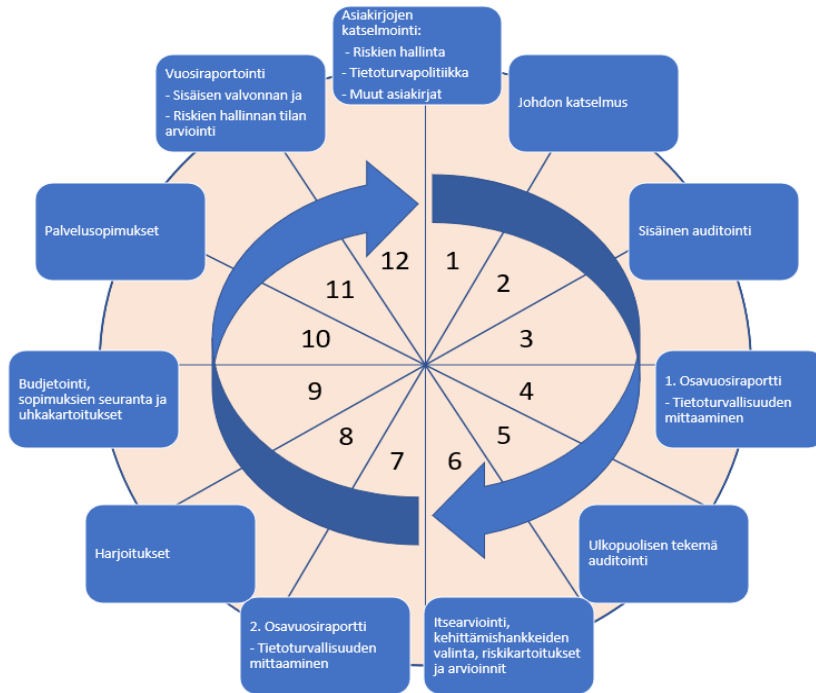 Asiakirjojen
katselmointi:
- Riskien hallinta
- Tietoturvapolitiikka
- Muut asiakirjat
Johdon katselmus
Sisäinen auditointi
1. Osavuosiraportti
- Tietoturvallisuuden
mittaaminen
Ulkopuolisen tekemä
auditointi
Itsearviointi,
kehittämishankkeiden
valinta, riskikartoitukset
ja arvioinnit
2. Osavuosiraportti
- Tietoturvallisuuden
mittaaminen
Harjoitukset
Budjetointi,
sopimuksien seuranta ja
uhkakartoitukset
Palvelusopimukset
Vuosiraportointi
- Sisäisen valvonnan ja
- Riskien hallinnan tilan
arviointi
1
2
3
4
5
6
7
8
9
10
11
12